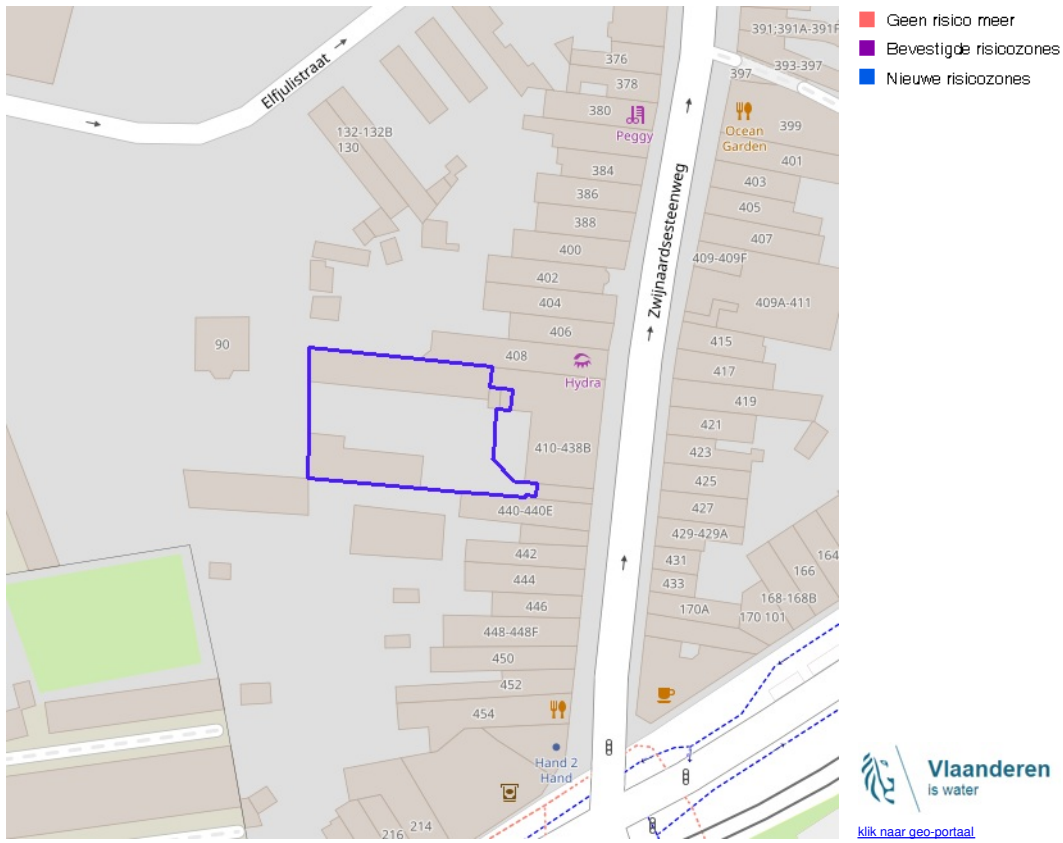 Geen risico meer
Bevestigde risicozones
Nieuwe risicozones
Elfjulistraat
132-132B
130
376
378
380
Peggy
384
386
388
400
402
404
406
408
Hydra
90
410-438B
440-440E
442
444
446
448-448F
450
452
454
Hand 2
Hand
214
216
Zwijnaardsesteenweg
391;391A-391F
393-397
397
Ocean
Garden
399
401
403
405
407
409-409F
409A-411
415
417
419
421
423
425
427
429-429A
431
433
170A
170 101
168-168B
166
164
Vlaanderen
is water
klik naar geo-portaal